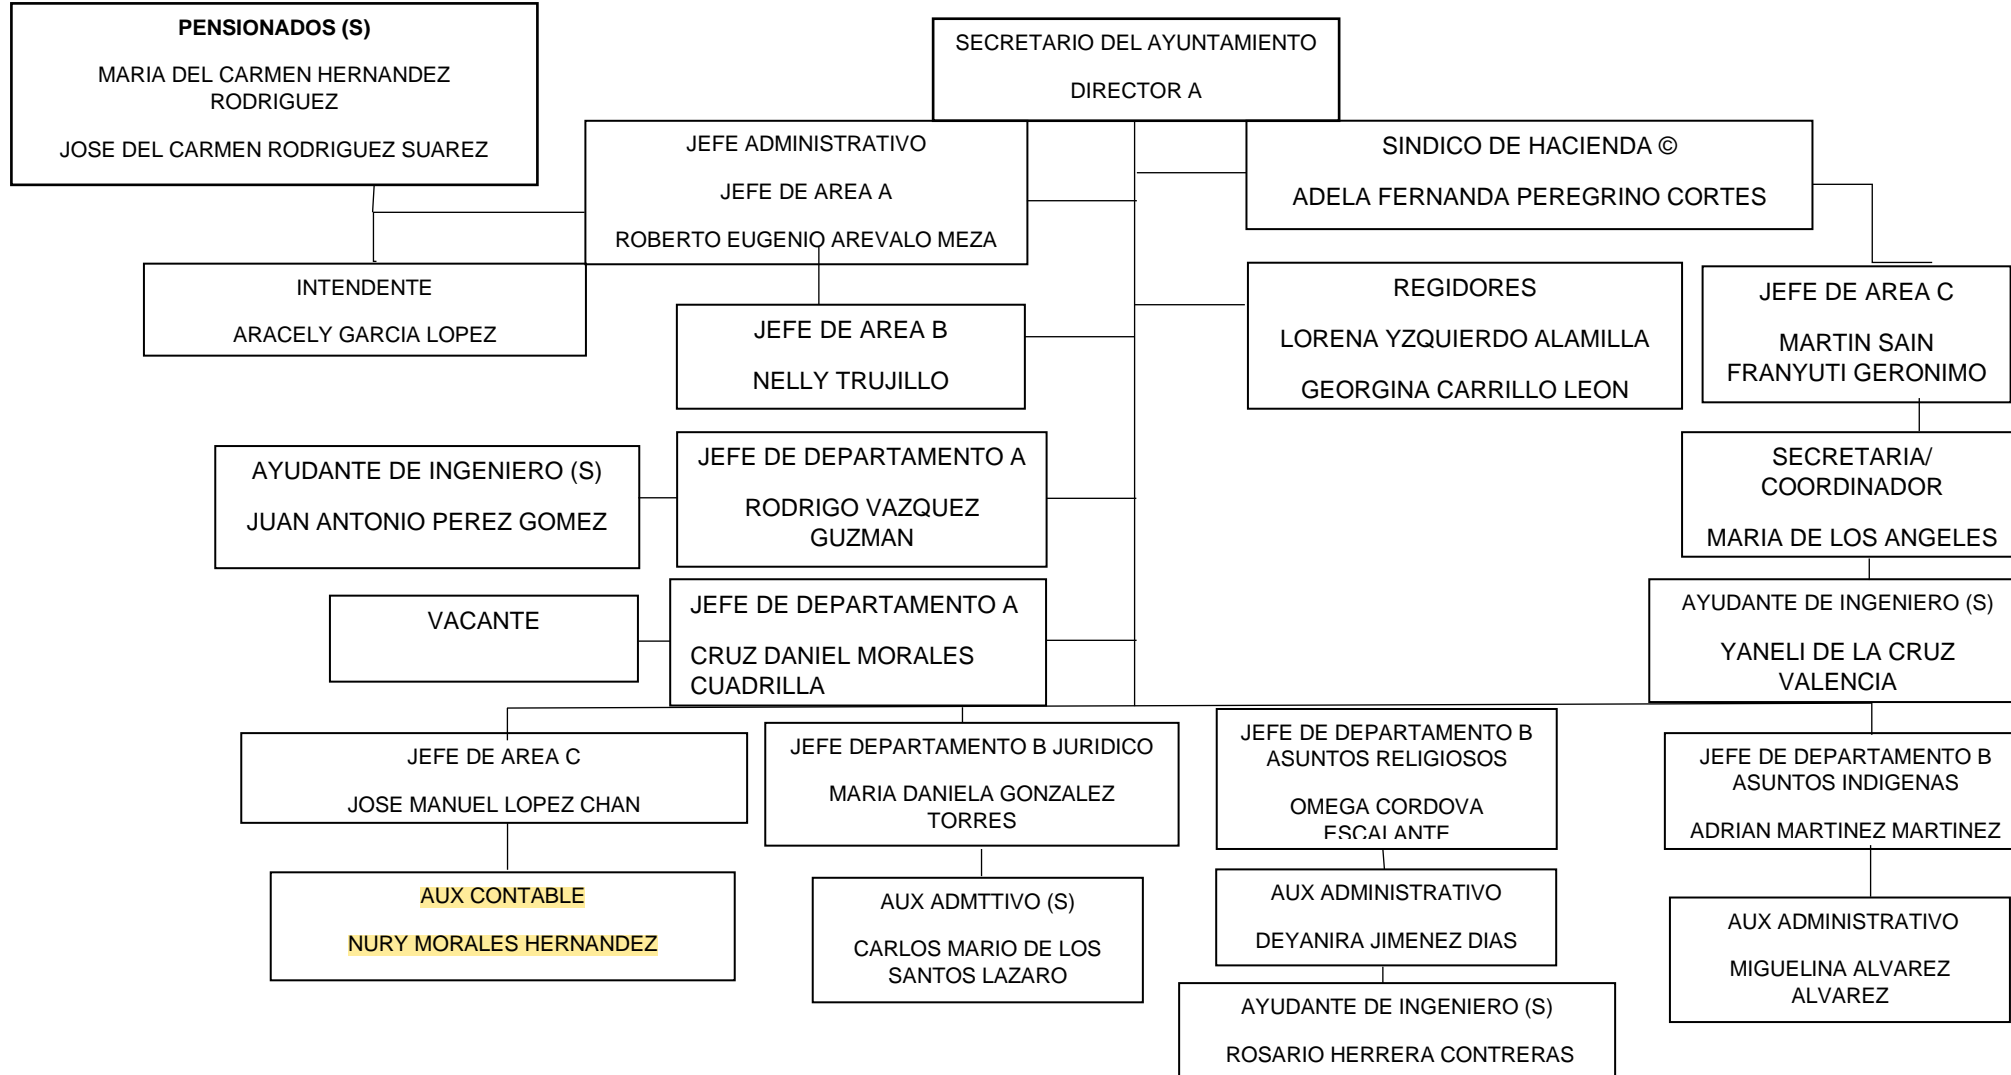 PENSIONADOS (S)
MARIA DEL CARMEN HERNANDEZ
RODRIGUEZ
JOSE DEL CARMEN RODRIGUEZ SUAREZ
SECRETARIO DEL AYUNTAMIENTO
DIRECTOR A
JEFE ADMINISTRATIVO
JEFE DE AREA A
ROBERTO EUGENIO AREVALO MEZA
SINDICO DE HACIENDA ©
ADELA FERNANDA PEREGRINO CORTES
INTENDENTE
ARACELY GARCIA LOPEZ
JEFE DE AREA B
NELLY TRUJILLO
REGIDORES
LORENA YZQUIERDO ALAMILLA
GEORGINA CARRILLO LEON
JEFE DE AREA C
MARTIN SAIN
FRANYUTI GERONIMO
AYUDANTE DE INGENIERO (S)
JUAN ANTONIO PEREZ GOMEZ
JEFE DE DEPARTAMENTO A
RODRIGO VAZQUEZ
GUZMAN
SECRETARIA/
COORDINADOR
MARIA DE LOS ANGELES
VACANTE
JEFE DE DEPARTAMENTO A
CRUZ DANIEL MORALES
CUADRILLA
AYUDANTE DE INGENIERO (S)
YANELI DE LA CRUZ
VALENCIA
JEFE DE AREA C
JOSE MANUEL LOPEZ CHAN
JEFE DEPARTAMENTO B JURIDICO
MARIA DANIELA GONZALEZ
TORRES
JEFE DE DEPARTAMENTO B
ASUNTOS RELIGIOSOS
OMEGA CORDOVA
ESCALANTE
JEFE DE DEPARTAMENTO B
ASUNTOS INDIGENAS
ADRIAN MARTINEZ MARTINEZ
AUX CONTABLE
NURY MORALES HERNANDEZ
AUX ADMTTIVO (S)
CARLOS MARIO DE LOS
SANTOS LAZARO
AUX ADMINISTRATIVO
DEYANIRA JIMENEZ DIAS
AUX ADMINISTRATIVO
MIGUELINA ALVAREZ
ALVAREZ
AYUDANTE DE INGENIERO (S)
ROSARIO HERRERA CONTRERAS